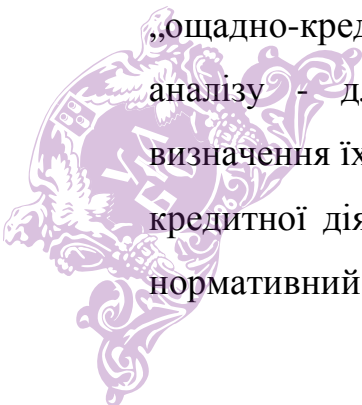 „ощадно-кред
аналізу - д
визначення їх
кредитної дія
нормативний